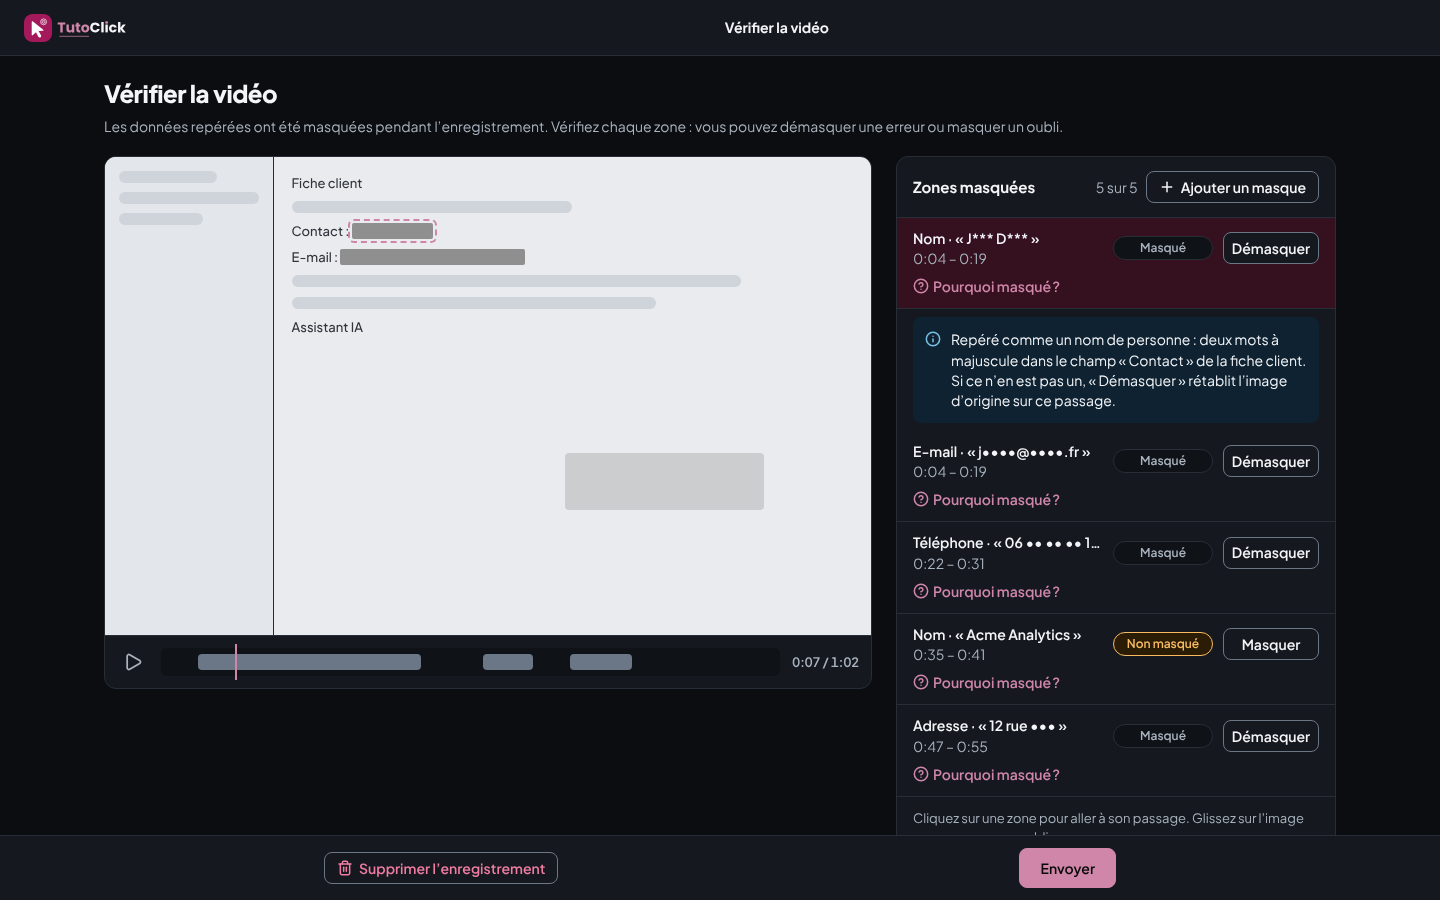 TutoClick
Vérifier la vidéo
Vérifier la vidéo
Les données repérées ont été masquées pendant l'enregistrement. Vérifiez chaque zone : vous pouvez démasquer une erreur ou masquer un oubli.
Fiche client
Contact :
E-mail :
Assistant IA
0:07 / 1:02
Zones masquées
5 sur 5
Ajouter un masque
Nom · « J*** D*** »
Masqué
Démasquer
0:04 – 0:19
Pourquoi masqué ?
Repéré comme un nom de personne : deux mots à
majuscule dans le champ « Contact » de la fiche client.
Si ce n'en est pas un, « Démasquer » rétablit l'image
d'origine sur ce passage.
E-mail · « j••••@••••.fr »
Masqué
Démasquer
0:04 – 0:19
Pourquoi masqué ?
Téléphone · « 06 •• •• •• 1…
Masqué
Démasquer
0:22 – 0:31
Pourquoi masqué ?
Nom · « Acme Analytics »
Non masqué
Masquer
0:35 – 0:41
Pourquoi masqué ?
Adresse · « 12 rue ••• »
Masqué
Démasquer
0:47 – 0:55
Pourquoi masqué ?
Cliquez sur une zone pour aller à son passage. Glissez sur l'image
Supprimer l'enregistrement
Envoyer